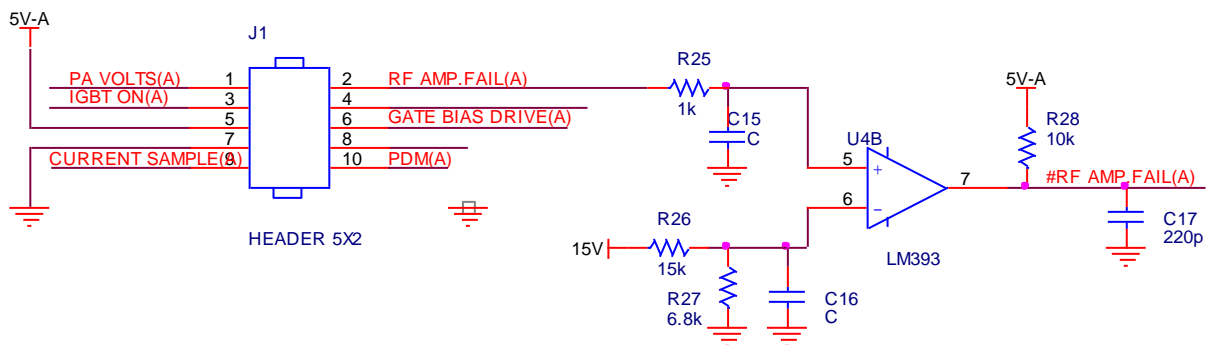 5V-A
J1
PA VOLTS(A) 1 2 RF AMP.FAIL(A)
IGBT ON(A) 3 4
5 6 GATE BIAS DRIVE(A)
7 8
CURRENT SAMPLE(A) 9 10 PDM(A)
HEADER 5X2
R25
1k
C15
C
U4B
5
+
6
−
7
LM393
5V-A
R28
10k
#RF AMP.FAIL(A)
C17
220p
15V
R26
15k
R27
6.8k
C16
C